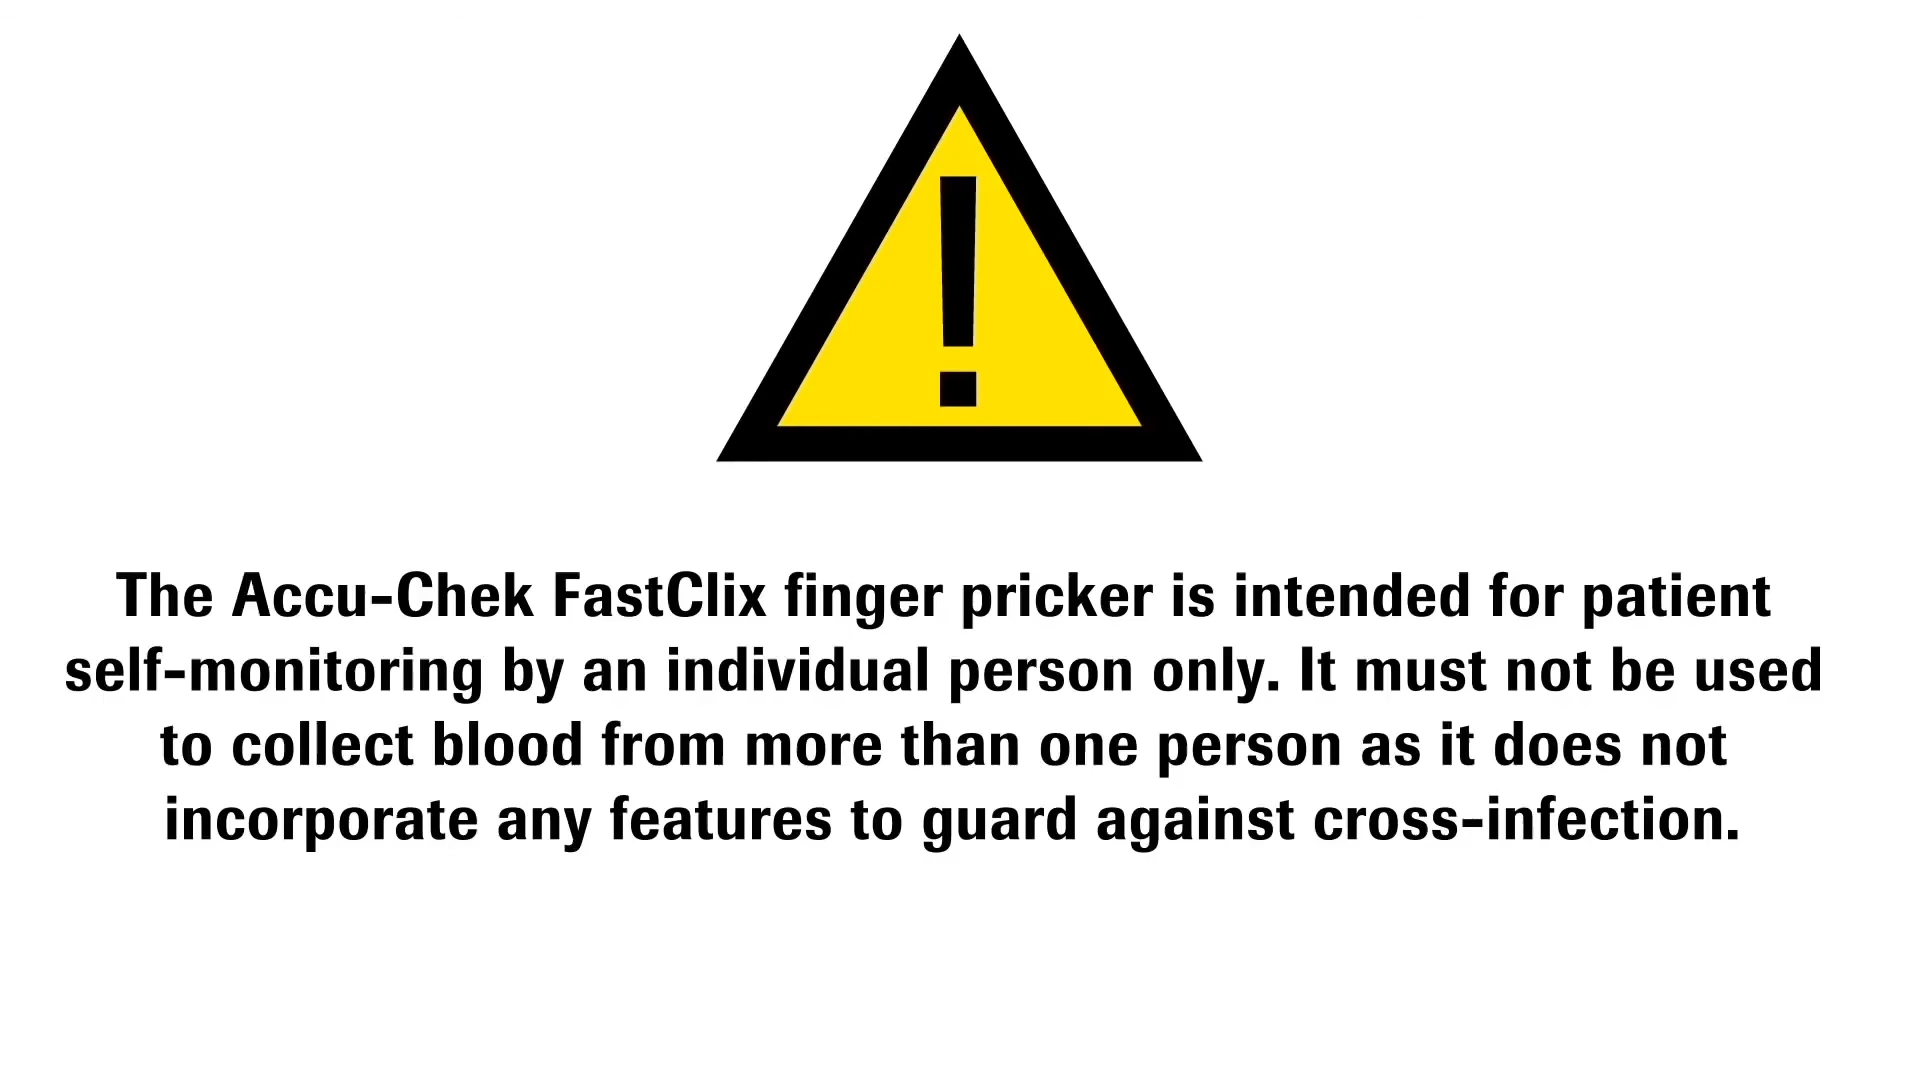 The Accu-Chek FastClix finger pricker is intended for patient
self-monitoring by an individual person only. It must not be used
to collect blood from more than one person as it does not
incorporate any features to guard against cross-infection.